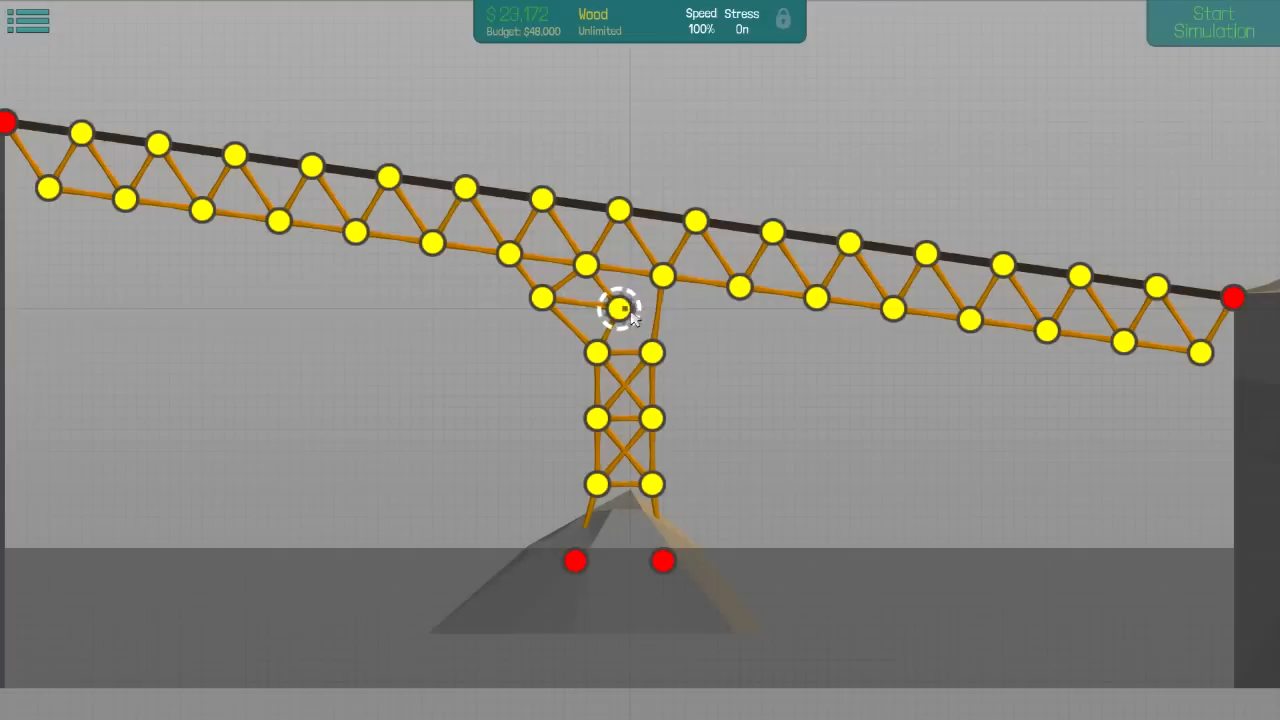 $ 23,172
Budget: $48,000
Wood
Unlimited
Speed
100%
Stress
On
Start
Simulation